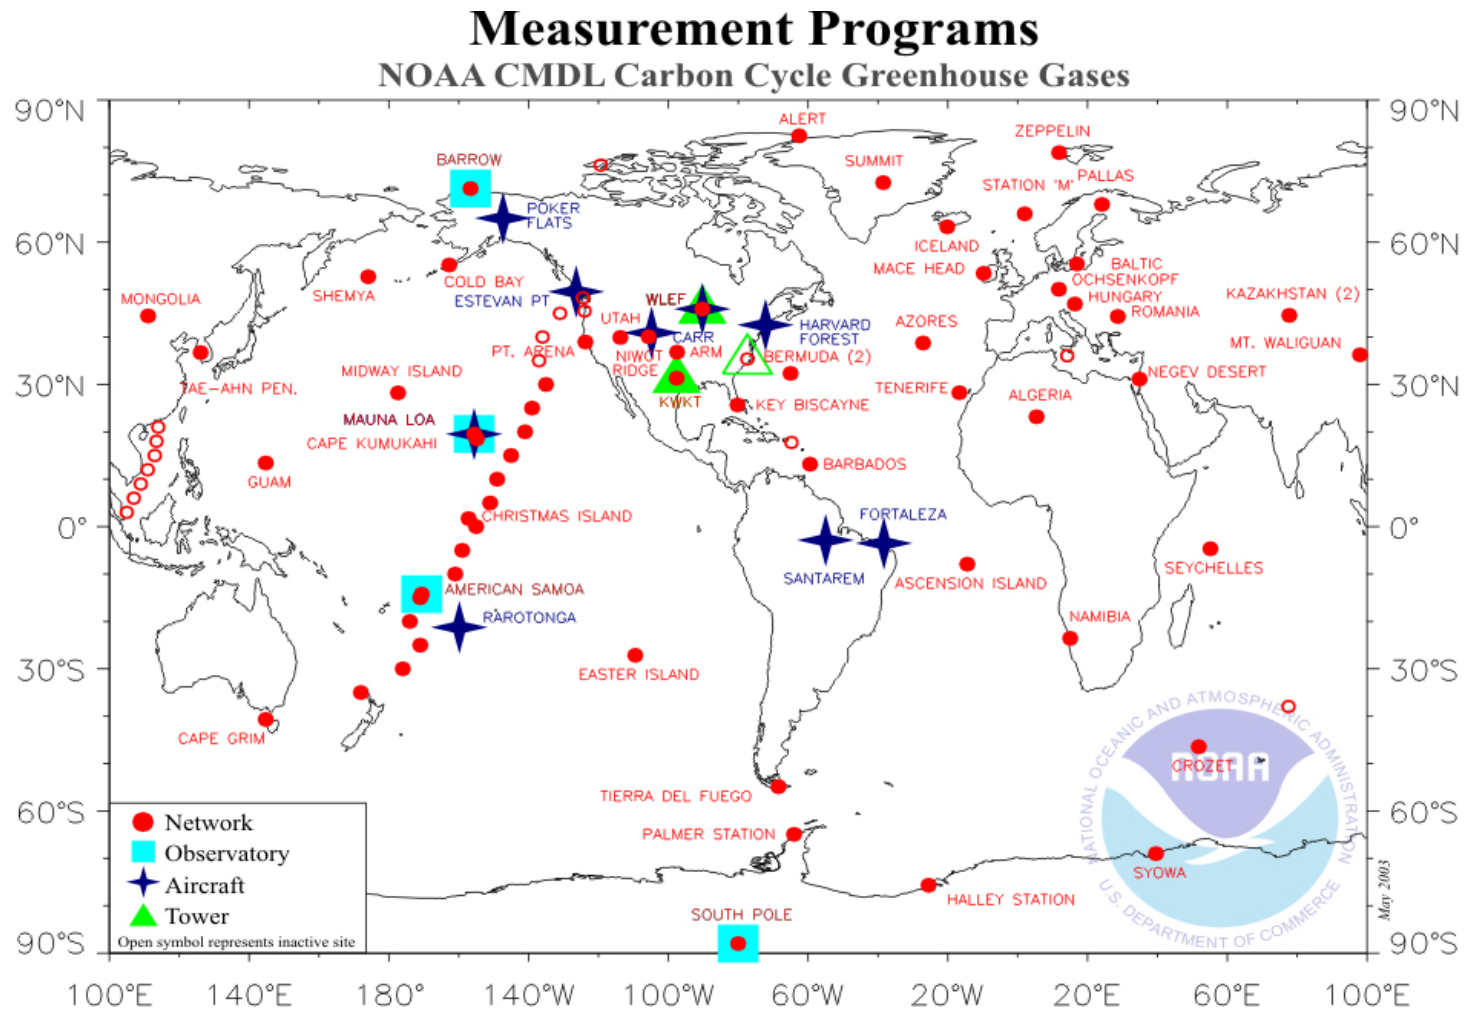 Measurement Programs
NOAA CMDL Carbon Cycle Greenhouse Gases
90°N
90°N
60°N
60°N
30°N
30°N
0°
0°
30°S
30°S
60°S
60°S
90°S
90°S
ALERT
ZEPPELIN
BARROW
SUMMIT
PALLAS
STATION "M"
POKER
FLATS
ICELAND
MACE HEAD
BALTIC
COLD BAY
OCHSENKOPF
SHEMYA
MONGOLIA
ESTEVAN PT
WLEF
HUNGARY
KAZAKHSTAN (2)
ROMANIA
UTAH
CARR
HARVARD
FOREST
AZORES
MT. WALIGUAN
PT. ARENA
NIWOT
RIDGE
ARM
BERMUDA (2)
MIDWAY ISLAND
NEGEV DESERT
TAE-AHN PEN.
TENERIFE
ALGERIA
KWKT
KEY BISCAYNE
MAUNA LOA
CAPE KUMUKAHI
BARBADOS
GUAM
CHRISTMAS ISLAND
FORTALEZA
SANTAREM
ASCENSION ISLAND
SEYCHELLES
AMERICAN SAMOA
RAROTONGA
NAMIBIA
EASTER ISLAND
CAPE GRIM
CROZET
TIERRA DEL FUEGO
PALMER STATION
SYOWA
HALLEY STATION
SOUTH POLE
NATIONAL OCEANIC AND ATMOSPHERIC ADMINISTRATION
NOAA
U.S. DEPARTMENT OF COMMERCE
May 2003
Network
Observatory
Aircraft
Tower
Open symbol represents inactive site
100°E
140°E
180°
140°W
100°W
60°W
20°W
20°E
60°E
100°E